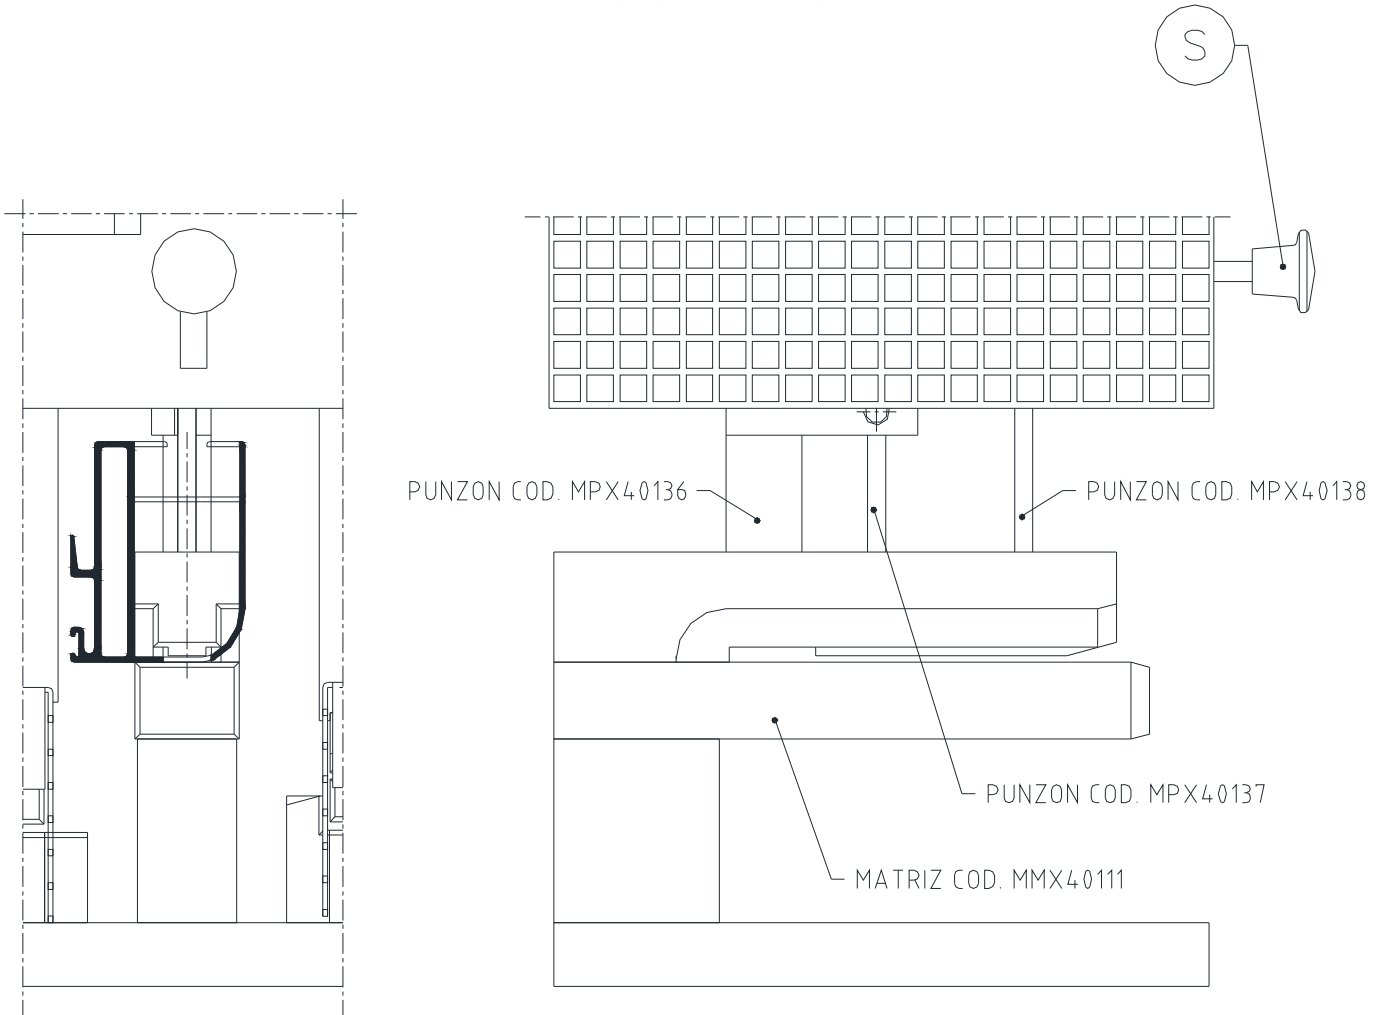 S
PUNZON COD. MPX40136
PUNZON COD. MPX40138
PUNZON COD. MPX40137
MATRIZ COD. MMX40111